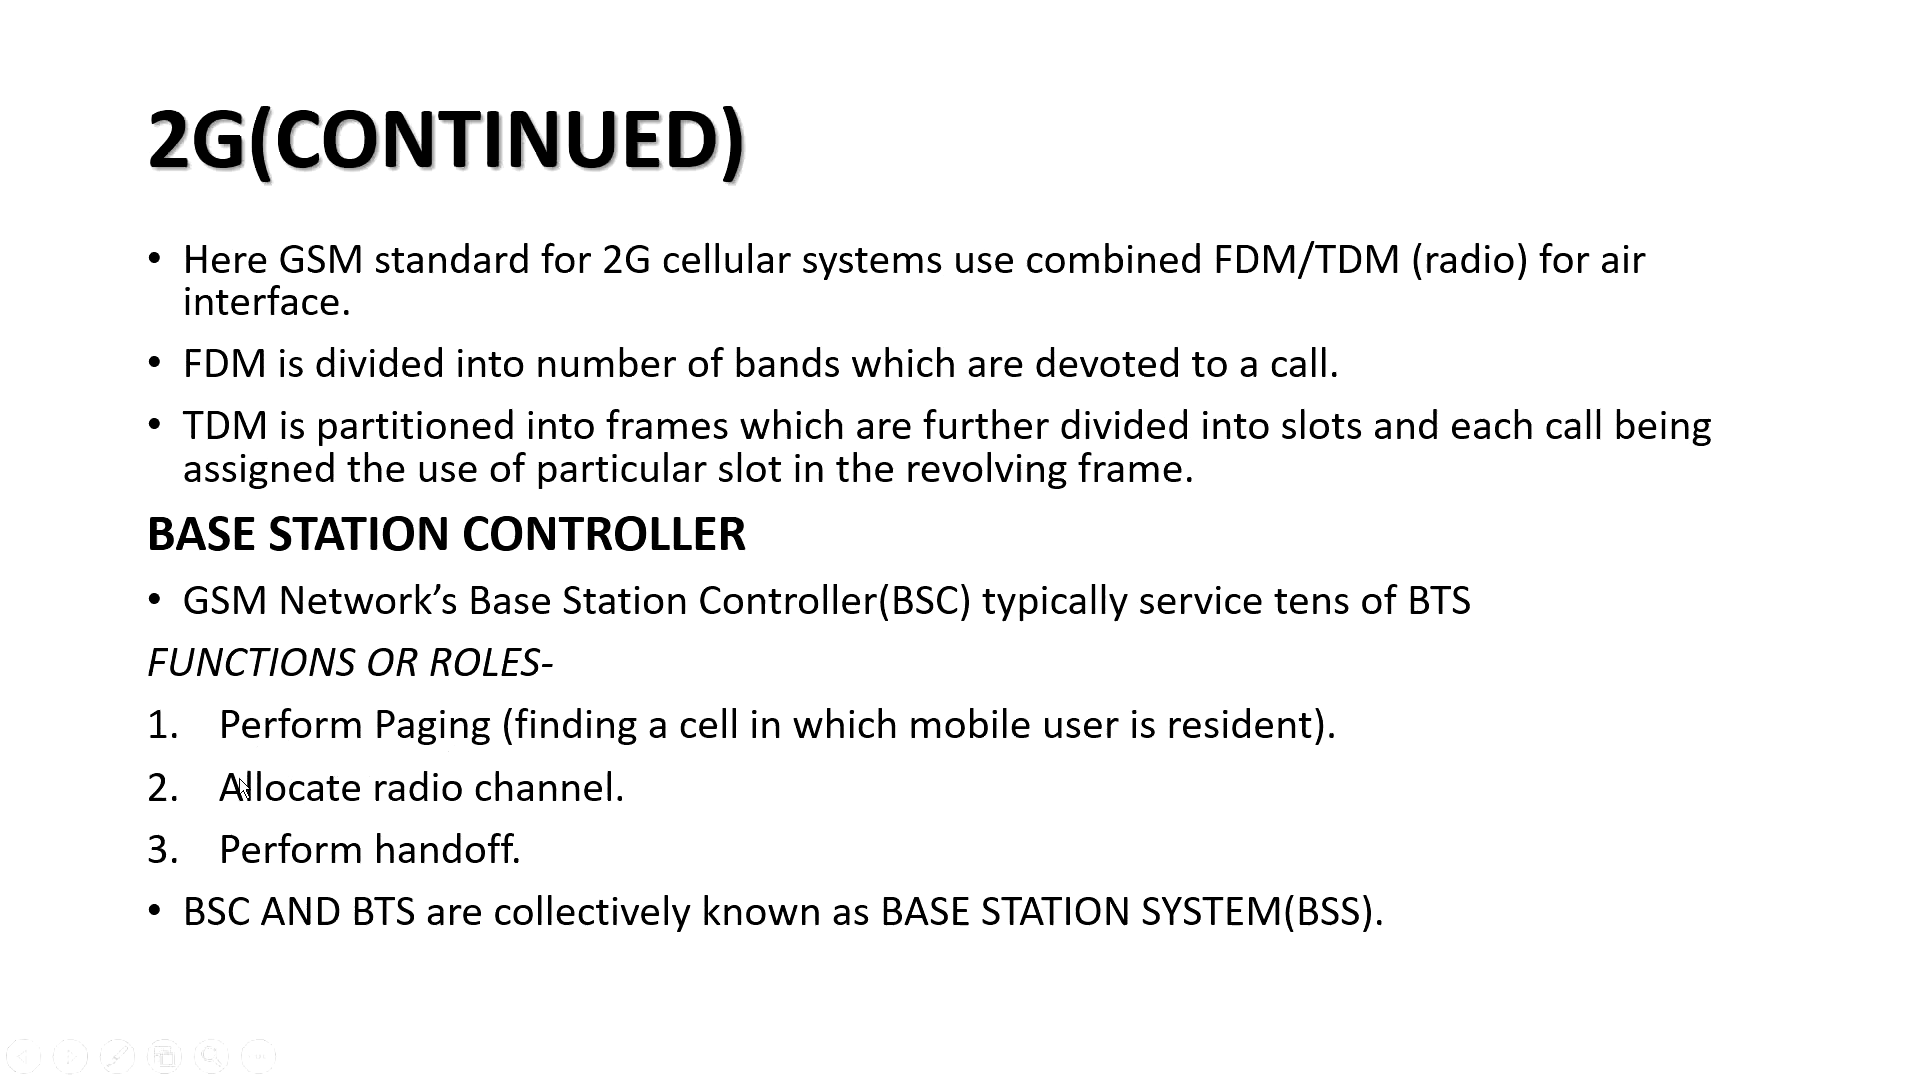 2G(CONTINUED)
• Here GSM standard for 2G cellular systems use combined FDM/TDM (radio) for air
interface.
• FDM is divided into number of bands which are devoted to a call.
• TDM is partitioned into frames which are further divided into slots and each call being
assigned the use of particular slot in the revolving frame.
BASE STATION CONTROLLER
• GSM Network’s Base Station Controller(BSC) typically service tens of BTS
FUNCTIONS OR ROLES-
1. Perform Paging (finding a cell in which mobile user is resident).
2. Allocate radio channel.
3. Perform handoff.
• BSC AND BTS are collectively known as BASE STATION SYSTEM(BSS).